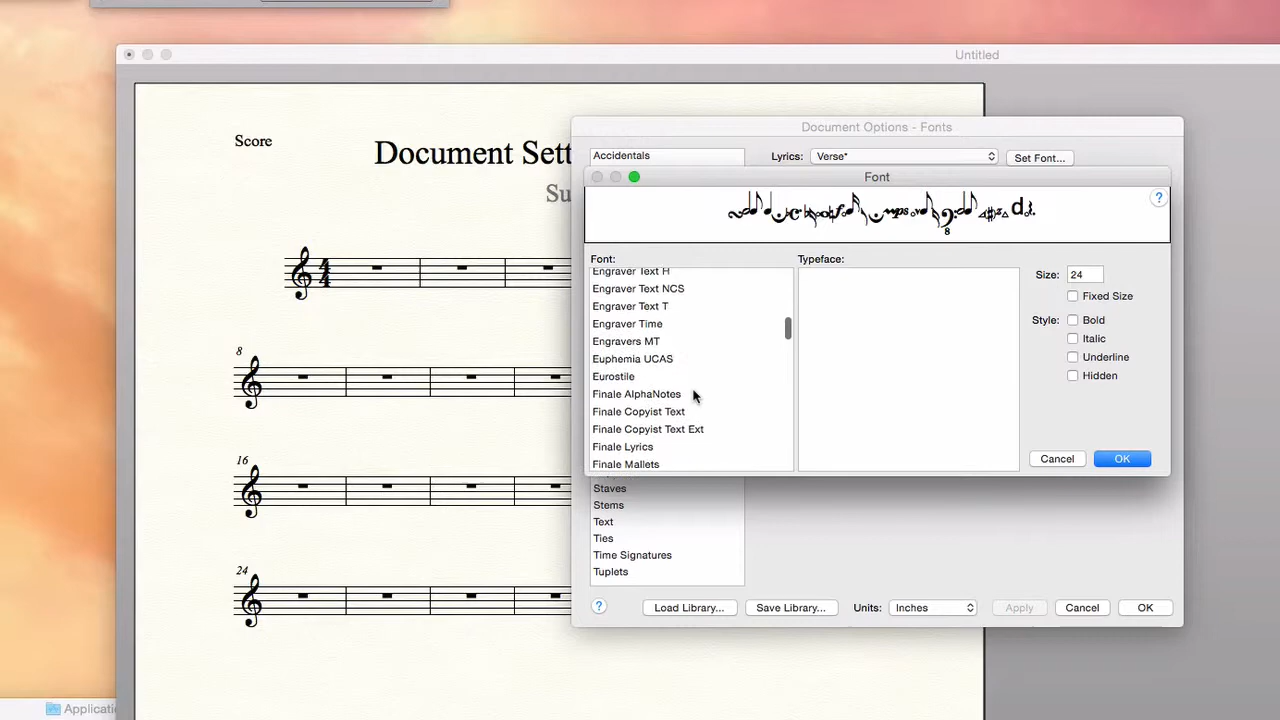 Untitled
Score
Document Sett
Su
8
16
24
Document Options - Fonts
Accidentals
Lyrics:
Verse*
Set Font...
Font
?
Font:
Typeface:
Size:
24
Engraver Text H
Engraver Text NCS
Engraver Text T
Engraver Time
Engravers MT
Euphemia UCAS
Eurostile
Finale AlphaNotes
Finale Copyist Text
Finale Copyist Text Ext
Finale Lyrics
Finale Mallets
Fixed Size
Style:
Bold
Italic
Underline
Hidden
Cancel
OK
Staves
Stems
Text
Ties
Time Signatures
Tuplets
?
Load Library...
Save Library...
Units:
Inches
Apply
Cancel
OK
Applicatio